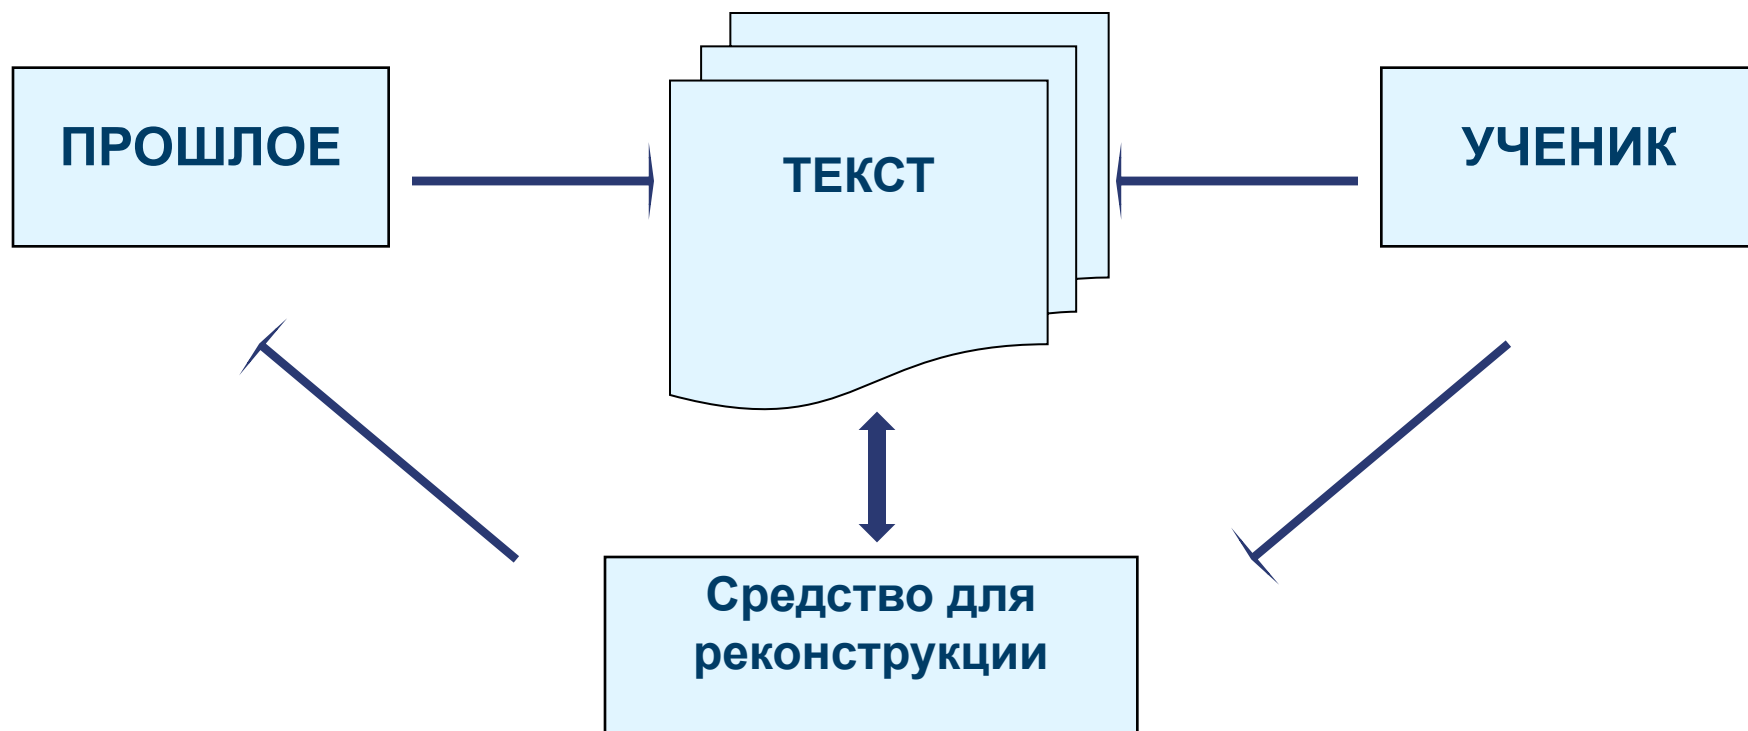 ПРОШЛОЕ
ТЕКСТ
УЧЕНИК
Средство для
реконструкции